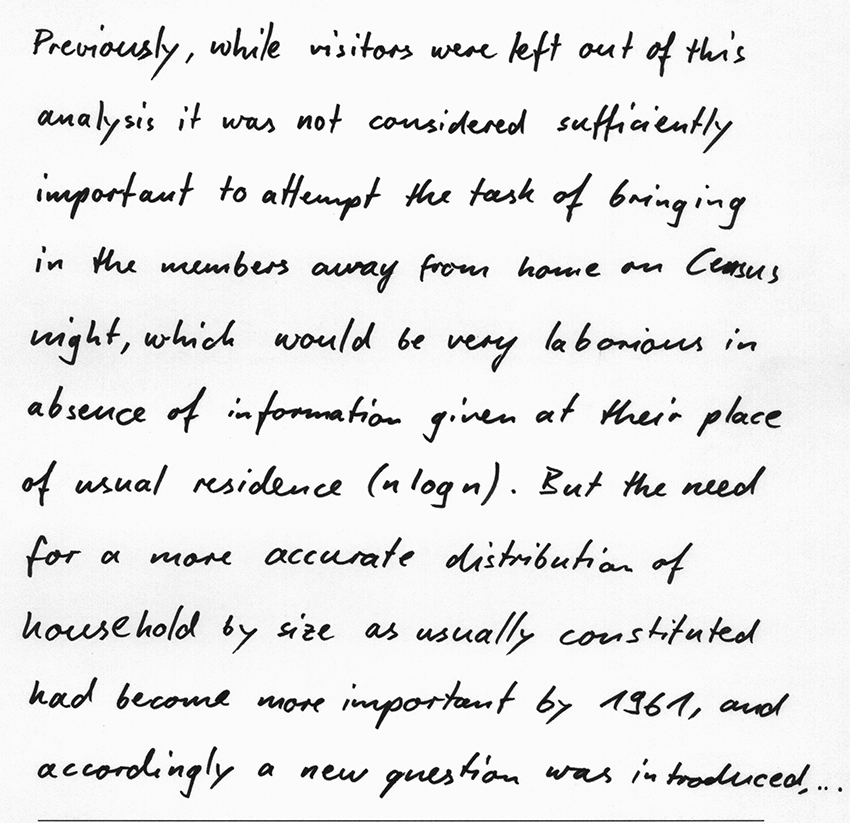 Previously, while visitors were left out of this
analysis it was not considered sufficiently
important to attempt the task of bringing
in the members away from home on Census
night, which would be very laborious in
absence of information given at their place
of usual residence (n log n). But the need
for a more accurate distribution of
household by size as usually constituted
had become more important by 1961, and
accordingly a new question was introduced,...